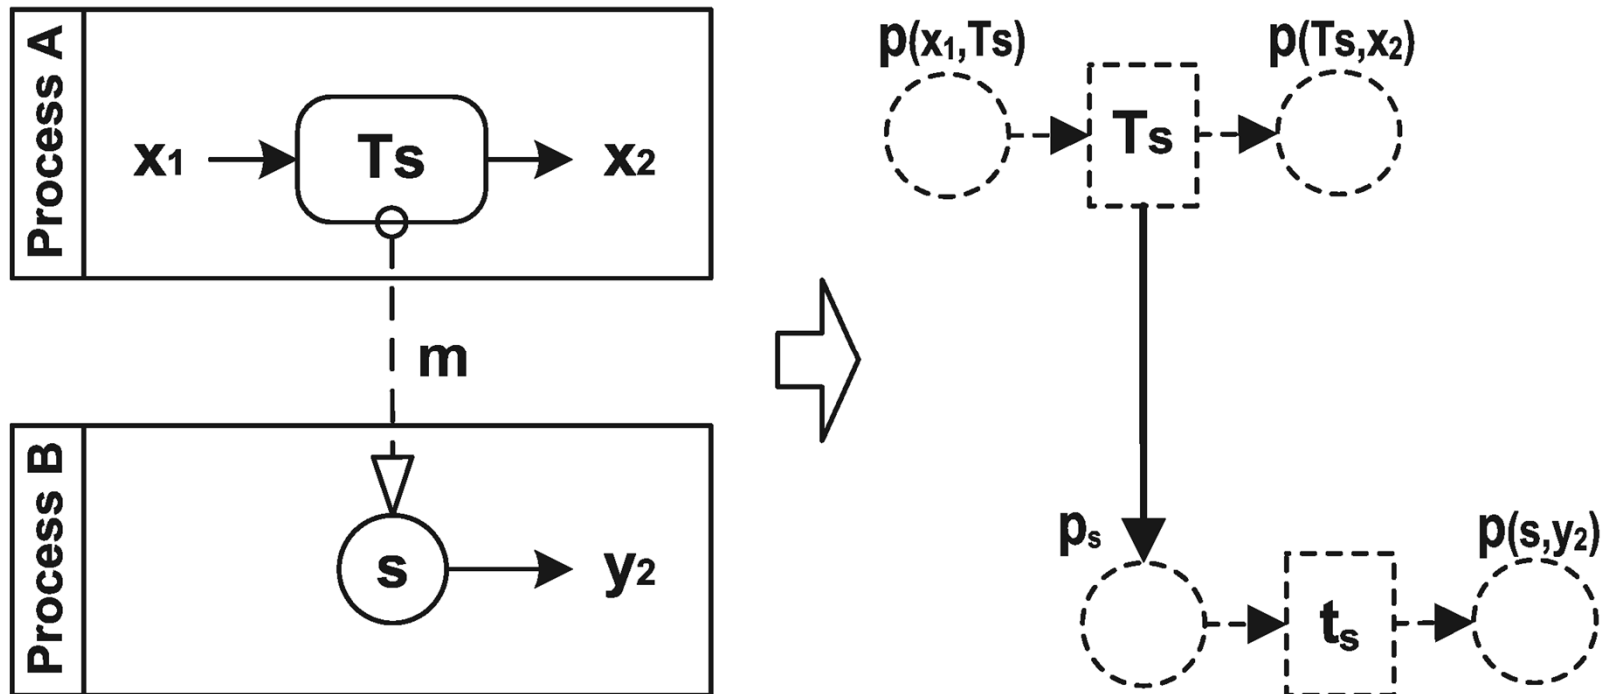 Process A
x1
Ts
x2
m
Process B
s
y2
p(x1,Ts)
Ts
p(Ts,x2)
ps
ts
p(s,y2)